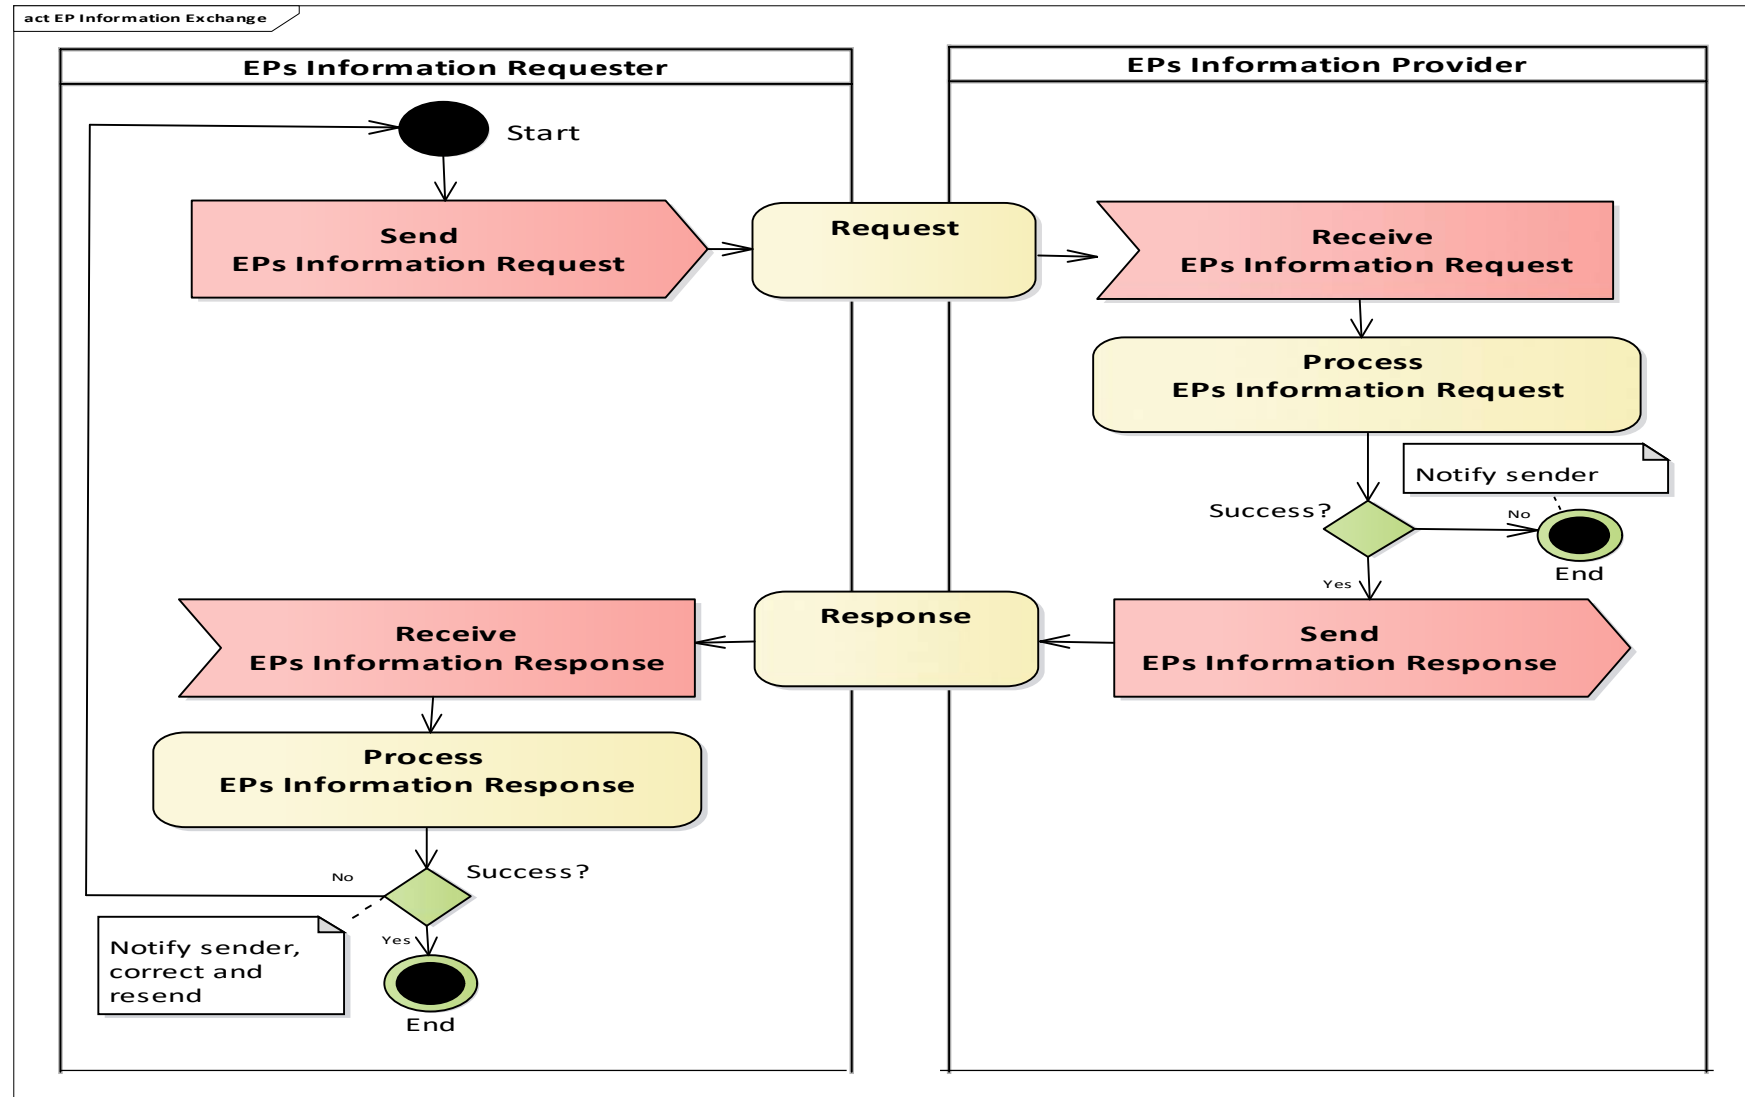 act EP Information Exchange
EPs Information Requester
EPs Information Provider
Start
Send
EPs Information Request
Request
Receive
EPs Information Request
Process
EPs Information Request
Notify sender
Success?
No
End
Yes
Receive
EPs Information Response
Response
Send
EPs Information Response
Process
EPs Information Response
Success?
No
Yes
Notify sender,
correct and
resend
End